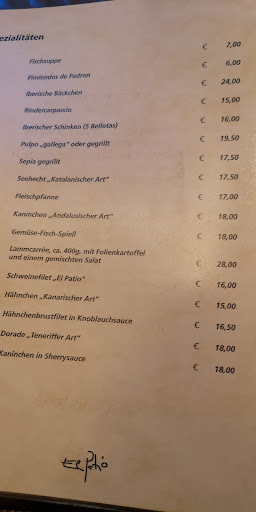 ezialitäten
Fischsuppe € 7,00
Pimiendos de Padron € 6,00
Iberische Bäckchen € 24,00
Rindercarpaccio € 15,00
Iberischer Schinken (5 Bellotas) € 16,00
Pulpo „gallega“ oder gegrillt € 19,50
Sepia gegrillt € 17,50
Seehecht „Katalanischer Art“ € 17,50
Fleischpfanne € 17,00
Kaninchen „Andalusischer Art“ € 18,00
Gemüse-Fisch-Spieß € 18,00
Lammcarrée, ca. 400g, mit Folienkartoffel
und einem gemischten Salat € 28,00
Schweinefilet „El Patio“ € 16,00
Hähnchen „Kanarischer Art“ € 15,00
Hähnchenbrustfilet in Knoblauchsauce € 16,50
Dorade „Teneriffer Art“ € 18,00
Kaninchen in Sherrysauce € 18,00
El Patio